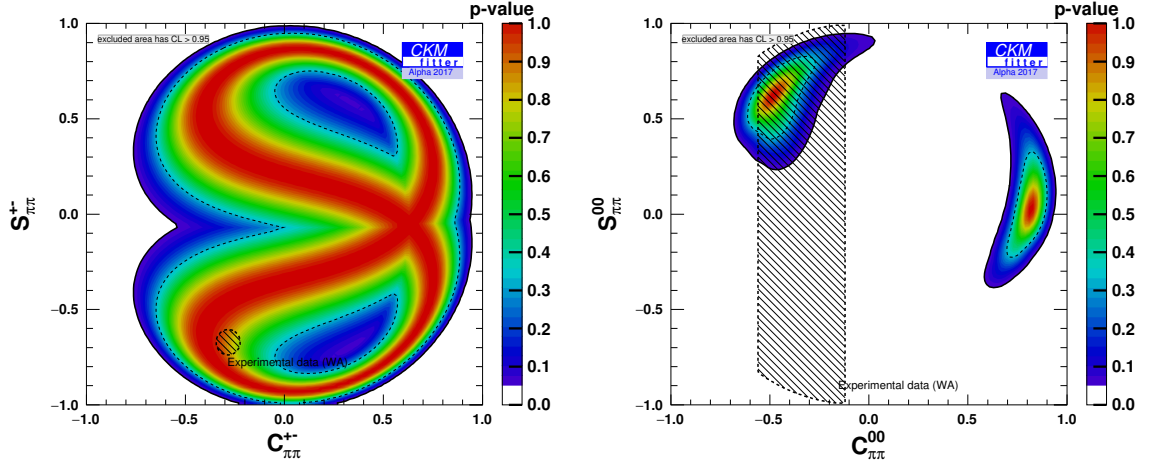 p-value
excluded area has CL > 0.95
CKM
fitter
Alpha 2017
Experimental data (WA)
1.0
0.5
0.0
−0.5
−1.0
−1.0 −0.5 0.0 0.5 1.0
S+-ππ
C+-ππ
1.0
0.9
0.8
0.7
0.6
0.5
0.4
0.3
0.2
0.1
0.0
p-value
excluded area has CL > 0.95
CKM
fitter
Alpha 2017
Experimental data (WA)
1.0
0.5
0.0
−0.5
−1.0
−1.0 −0.5 0.0 0.5 1.0
S00ππ
C00ππ
1.0
0.9
0.8
0.7
0.6
0.5
0.4
0.3
0.2
0.1
0.0